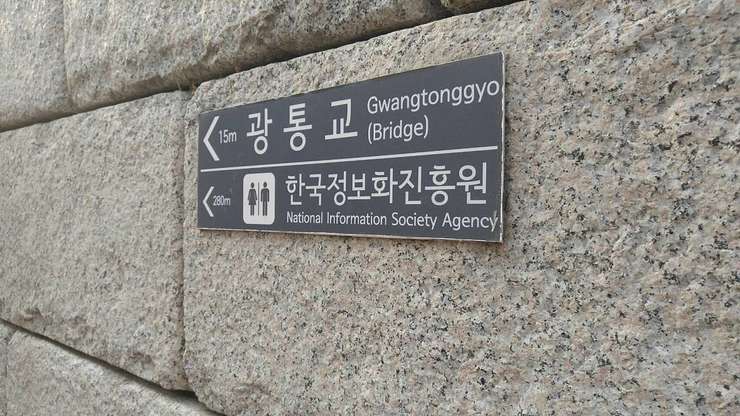 15m 광통교 Gwangtonggyo
(Bridge)
280m 한국정보화진흥원
National Information Society Agency